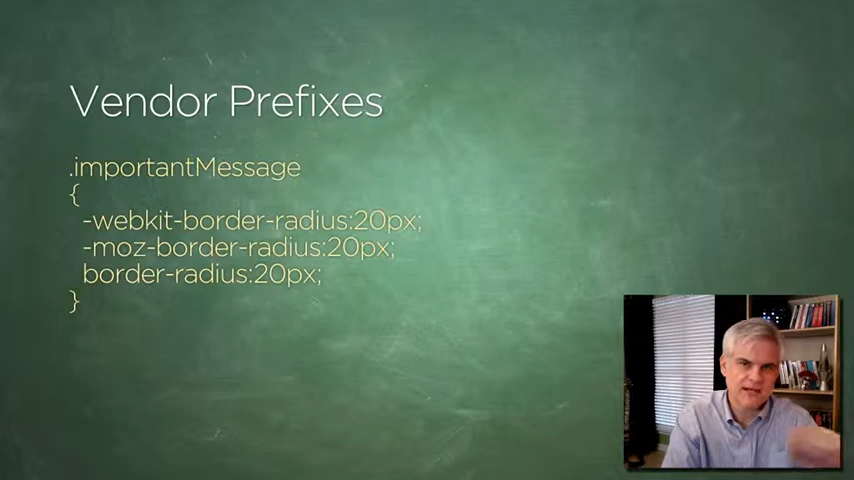 Vendor Prefixes
.importantMessage
{
-webkit-border-radius:20px;
-moz-border-radius:20px;
border-radius:20px;
}